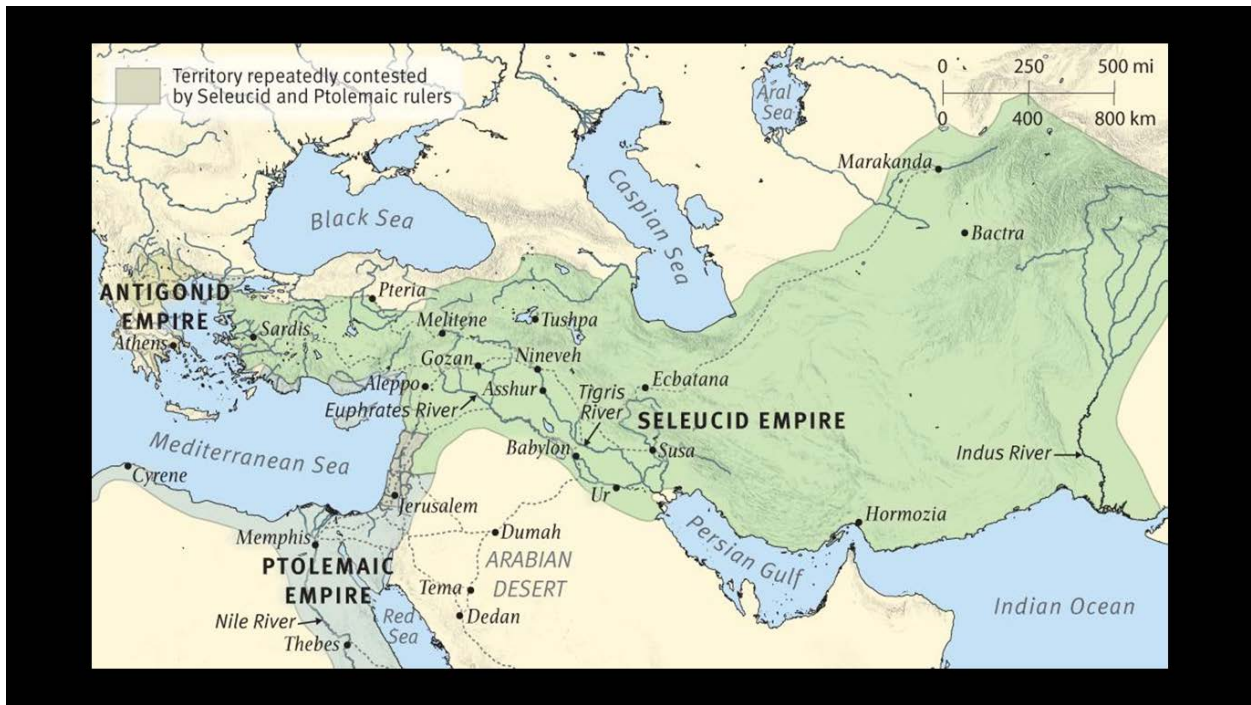 Territory repeatedly contested
by Seleucid and Ptolemaic rulers
0 250 500 mi
0 400 800 km
Aral
Sea
Marakanda
Caspian Sea
Black Sea
Bactra
ANTIGONID
EMPIRE
Pteria
Athens
Sardis
Melitene
Tushpa
Gozan
Nineveh
Aleppo
Asshur
Ecbatana
Euphrates River
Tigris
River
SELEUCID EMPIRE
Mediterranean Sea
Babylon
Susa
Indus River
Cyrene
Ur
Jerusalem
Hormozia
Memphis
Dumah
Persian Gulf
PTOLEMAIC
EMPIRE
ARABIAN
DESERT
Tema
Indian Ocean
Nile River
Red
Sea
Dedan
Thebes